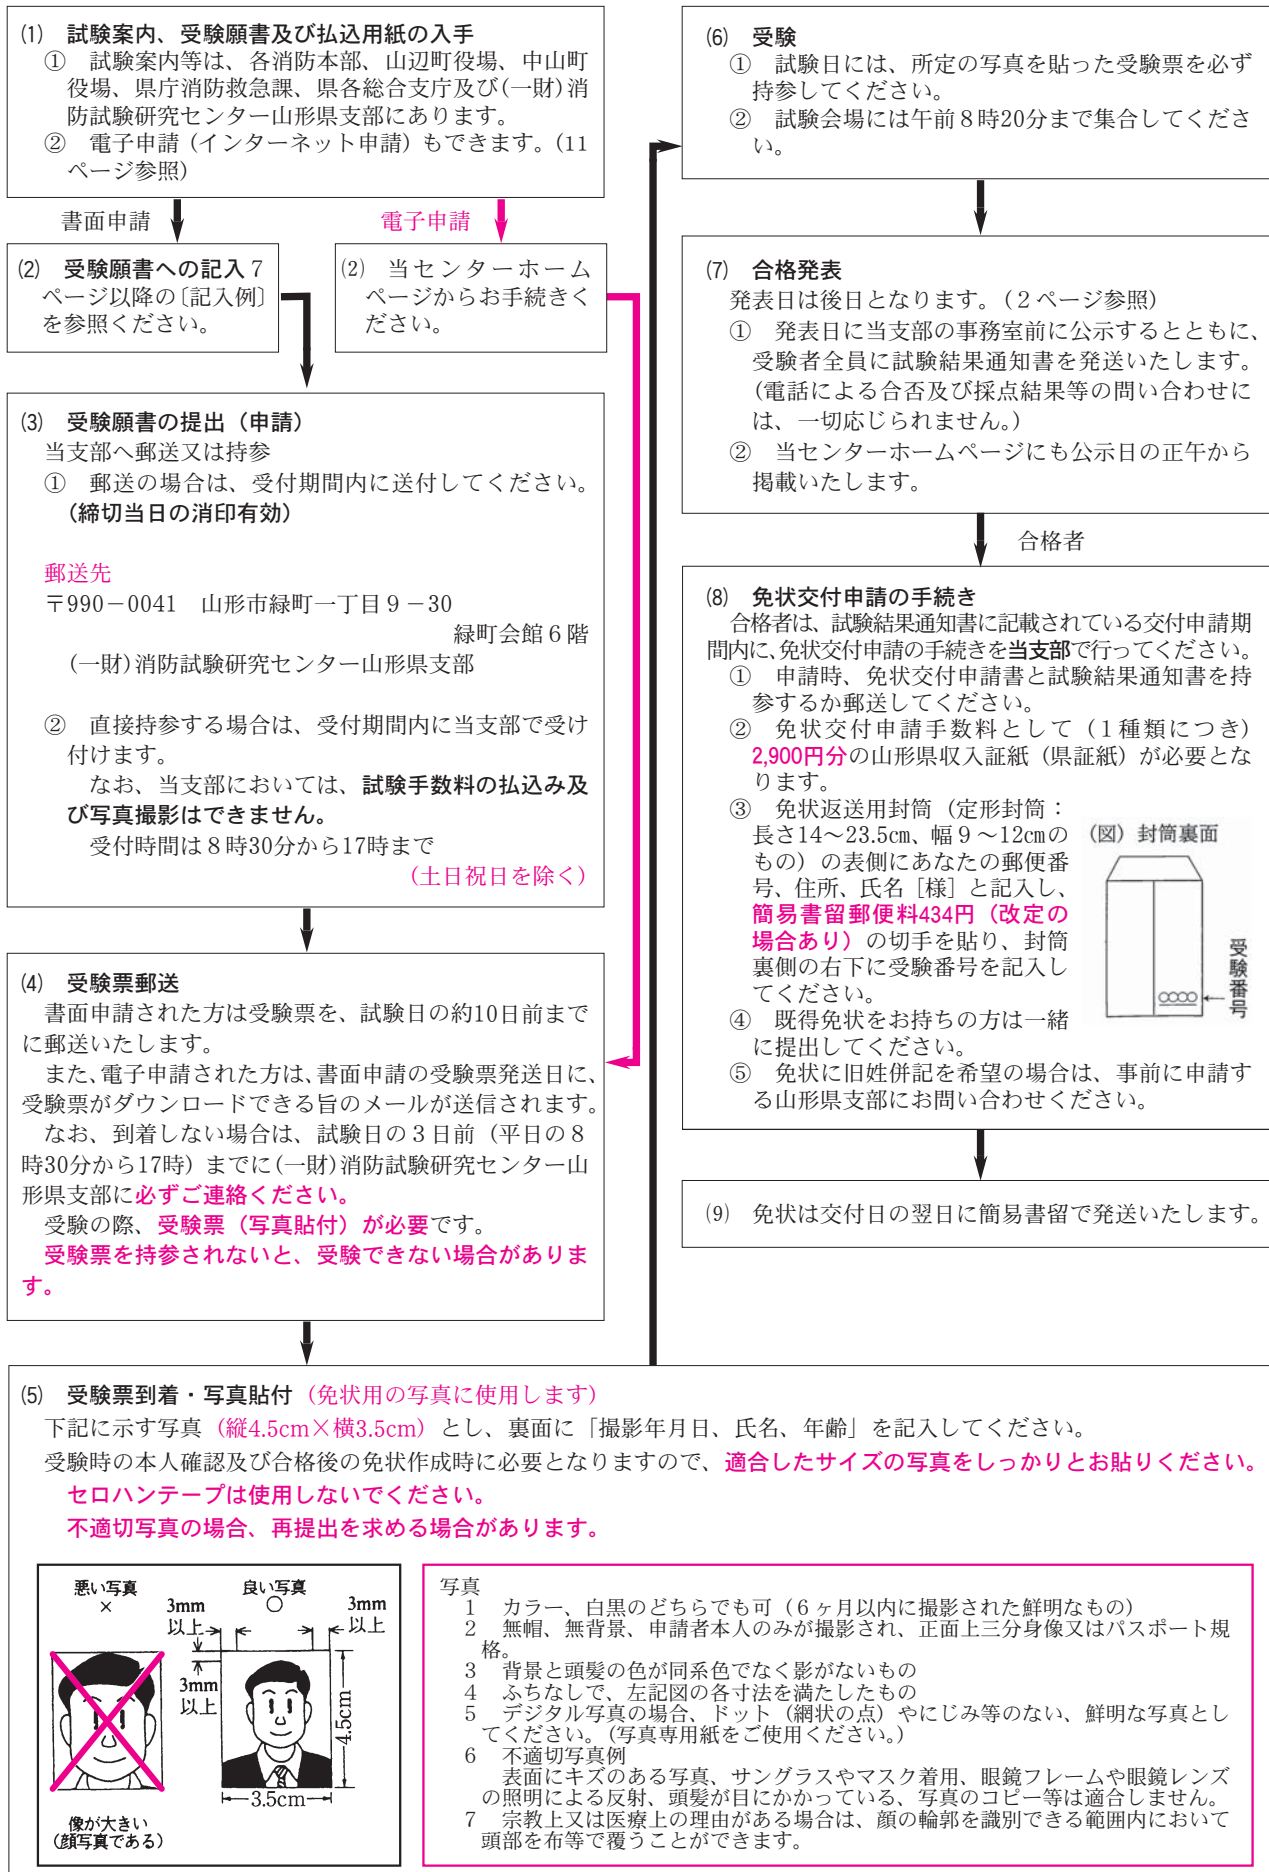 (1) 試験案内、受験願書及び払込用紙の入手
① 試験案内等は、各消防本部、山辺町役場、中山町
役場、県庁消防救急課、県各総合支庁及び(一財)消
防試験研究センター山形県支部にあります。
② 電子申請（インターネット申請）もできます。(11
ページ参照）
書面申請
電子申請
(2) 受験願書への記入７
ページ以降の〔記入例〕
を参照ください。
(2) 当センターホーム
ページからお手続きく
ださい。
(3) 受験願書の提出（申請）
当支部へ郵送又は持参
① 郵送の場合は、受付期間内に送付してください。
（締切当日の消印有効）
郵送先
〒990－0041 山形市緑町一丁目９－30
緑町会館６階
(一財)消防試験研究センター山形県支部
② 直接持参する場合は、受付期間内に当支部で受け
付けます。
なお、当支部においては、試験手数料の払込み及
び写真撮影はできません。
受付時間は８時30分から17時まで
（土日祝日を除く）
(4) 受験票郵送
書面申請された方は受験票を、試験日の約10日前まで
に郵送いたします。
また、電子申請された方は、書面申請の受験票発送日に、
受験票がダウンロードできる旨のメールが送信されます。
なお、到着しない場合は、試験日の３日前（平日の８
時30分から17時）までに(一財)消防試験研究センター山
形県支部に必ずご連絡ください。
受験の際、受験票（写真貼付）が必要です。
受験票を持参されないと、受験できない場合がありま
す。
(5) 受験票到着・写真貼付（免状用の写真に使用します）
下記に示す写真（縦4.5cm×横3.5cm）とし、裏面に「撮影年月日、氏名、年齢」を記入してください。
受験時の本人確認及び合格後の免状作成時に必要となりますので、適合したサイズの写真をしっかりとお貼りください。
セロハンテープは使用しないでください。
不適切写真の場合、再提出を求める場合があります。
悪い写真
×
像が大きい
(顔写真である)
良い写真
○
3mm
以上
3mm
以上
3mm
以上
4.5cm
3.5cm
写真
1 カラー、白黒のどちらでも可（６ヶ月以内に撮影された鮮明なもの）
2 無帽、無背景、申請者本人のみが撮影され、正面上三分身像又はパスポート規
格。
3 背景と頭髪の色が同系色でなく影がないもの
4 ふちなしで、左記図の各寸法を満たしたもの
5 デジタル写真の場合、ドット（網状の点）やにじみ等のない、鮮明な写真とし
てください。（写真専用紙をご使用ください。）
6 不適切写真例
表面にキズのある写真、サングラスやマスク着用、眼鏡フレームや眼鏡レンズ
の照明による反射、頭髪が目にかかっている、写真のコピー等は適合しません。
7 宗教上又は医療上の理由がある場合は、顔の輪郭を識別できる範囲内において
頭部を布等で覆うことができます。
(6) 受験
① 試験日には、所定の写真を貼った受験票を必ず
持参してください。
② 試験会場には午前８時20分まで集合してくださ
い。
(7) 合格発表
発表日は後日となります。（２ページ参照）
① 発表日に当支部の事務室前に公示するとともに、
受験者全員に試験結果通知書を発送いたします。
（電話による合否及び採点結果等の問い合わせに
は、一切応じられません。）
② 当センターホームページにも公示日の正午から
掲載いたします。
合格者
(8) 免状交付申請の手続き
合格者は、試験結果通知書に記載されている交付申請期
間内に、免状交付申請の手続きを当支部で行ってください。
① 申請時、免状交付申請書と試験結果通知書を持
参するか郵送してください。
② 免状交付申請手数料として（１種類につき）
2,900円分の山形県収入証紙（県証紙）が必要とな
ります。
③ 免状返送用封筒（定形封筒：
長さ14～23.5㎝、幅９～12㎝の
もの）の表側にあなたの郵便番
号、住所、氏名［様］と記入し、
簡易書留郵便料434円（改定の
場合あり）の切手を貼り、封筒
裏側の右下に受験番号を記入し
てください。
④ 既得免状をお持ちの方は一緒
に提出してください。
⑤ 免状に旧姓併記を希望の場合は、事前に申請す
る山形県支部にお問い合わせください。
（図）封筒裏面
○○○○
受験番号
(9) 免状は交付日の翌日に簡易書留で発送いたします。